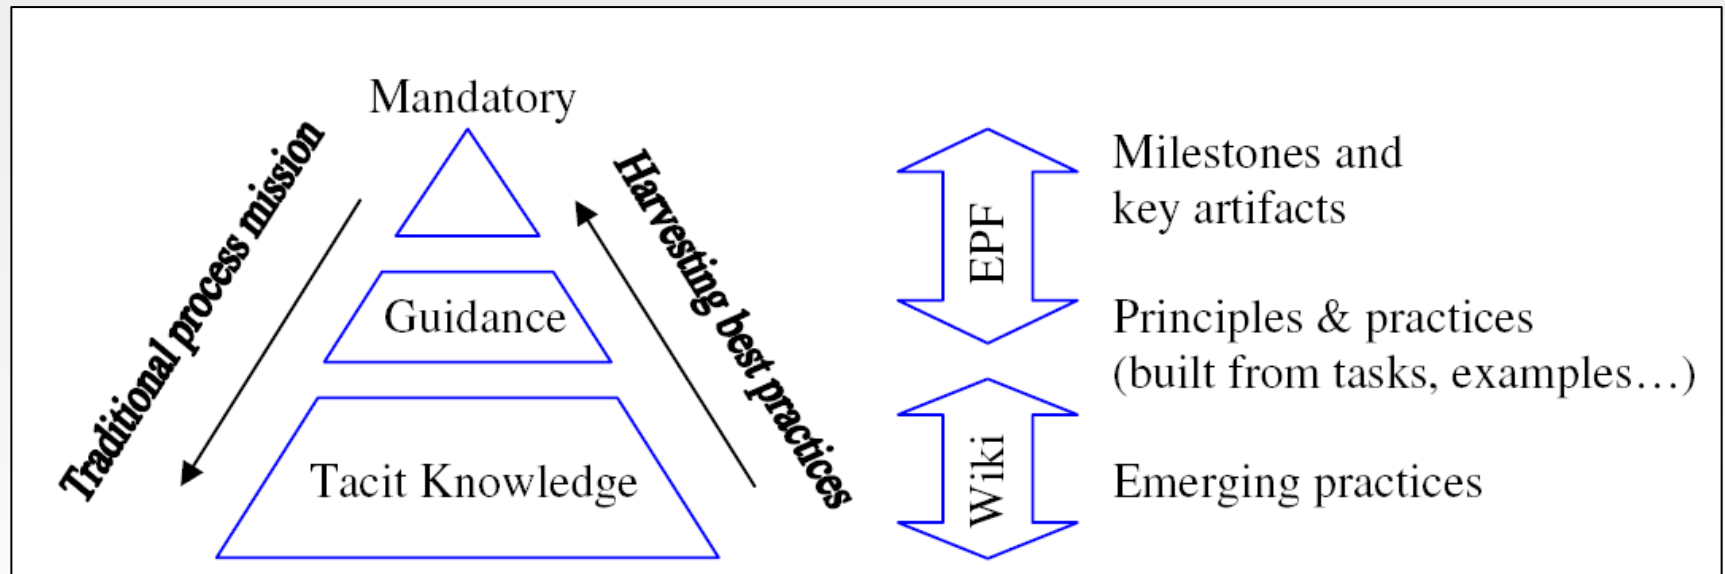 Mandatory
Traditional process mission
Harvesting best practices
Guidance
Tacit Knowledge
EPF
Wiki
Milestones and
key artifacts
Principles & practices
(built from tasks, examples…)
Emerging practices